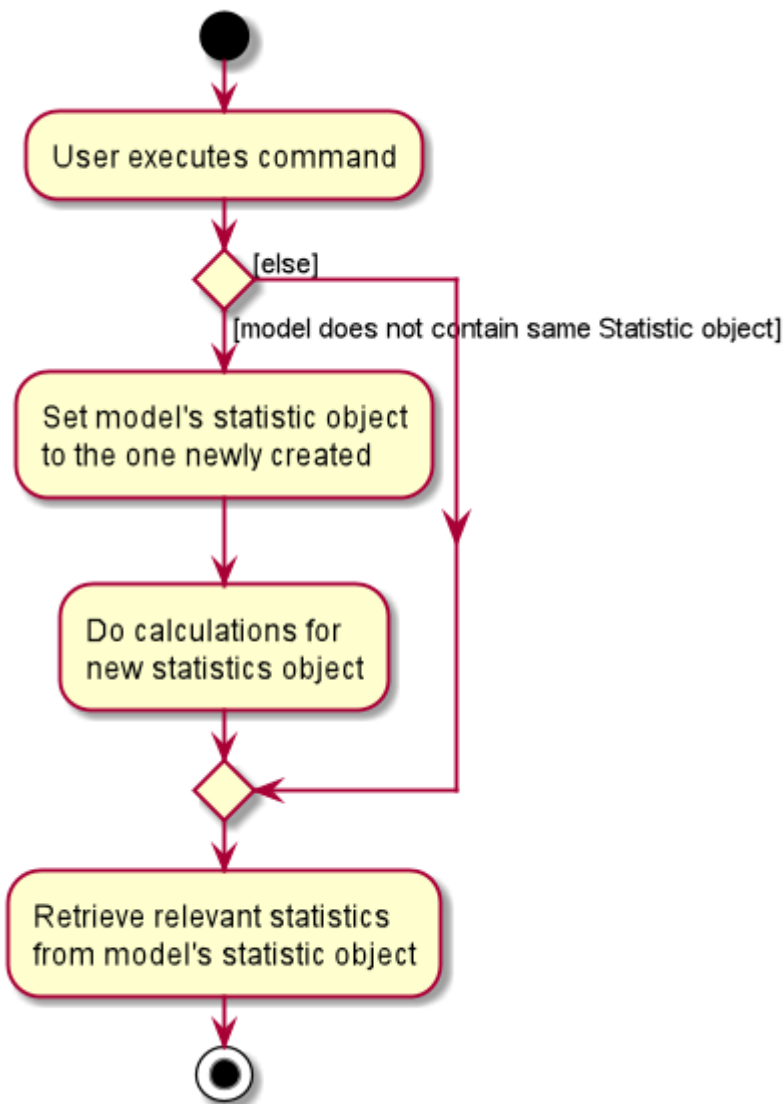 User executes command
[else]
[model does not contain same Statistic object]
Set model's statistic object
to the one newly created
Do calculations for
new statistics object
Retrieve relevant statistics
from model's statistic object